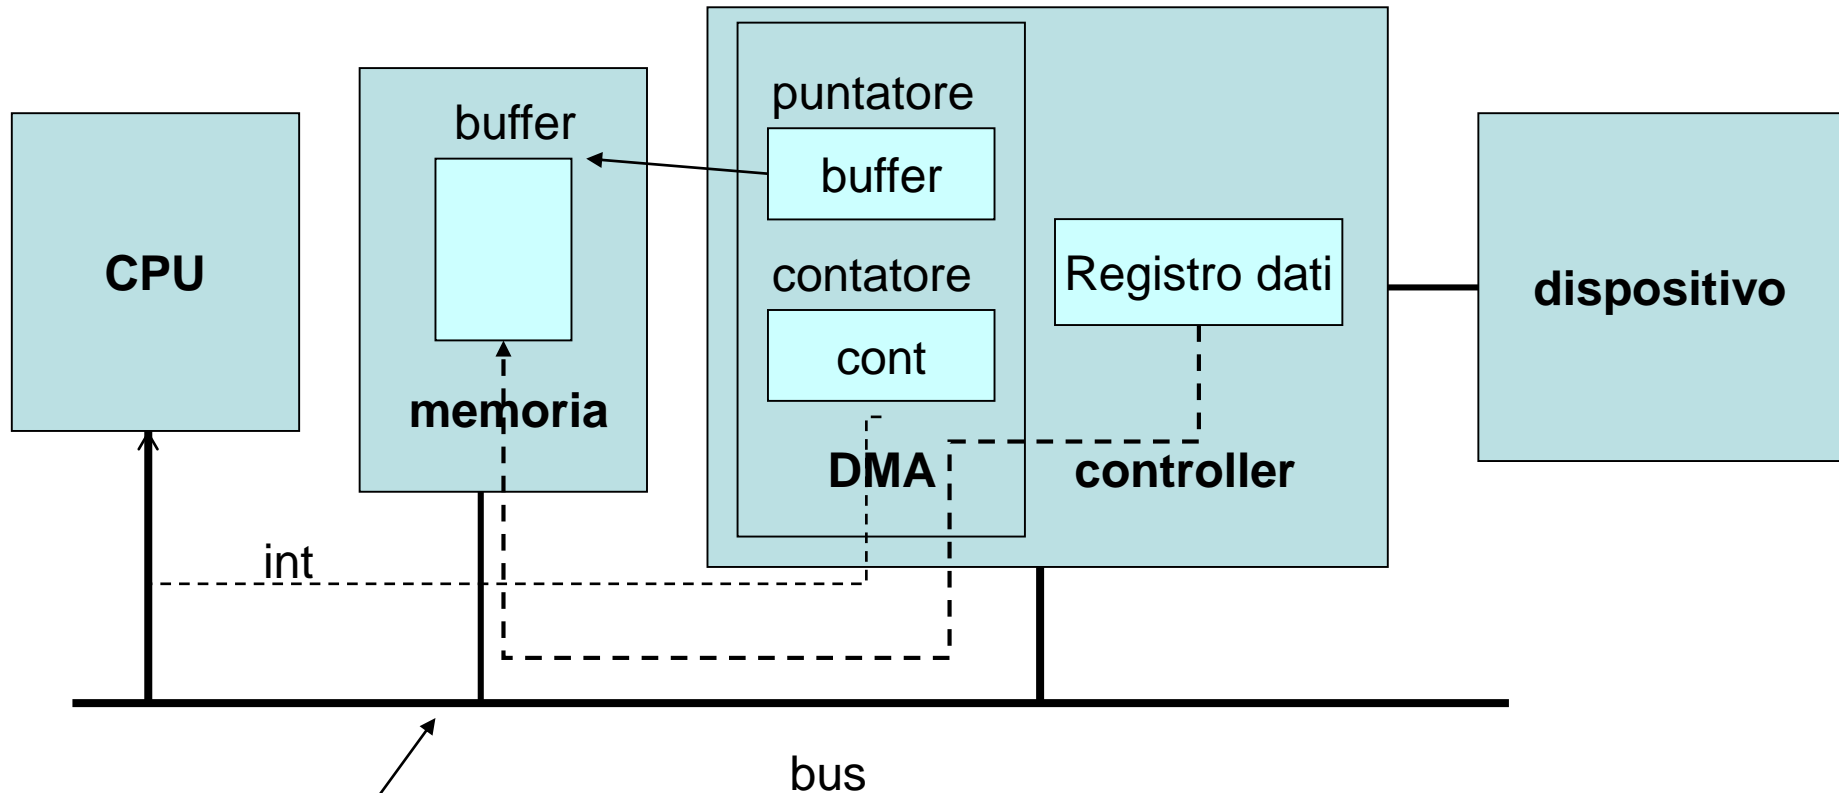 CPU
buffer
memoria
puntatore
buffer
contatore
cont
DMA
Registro dati
controller
dispositivo
int
bus